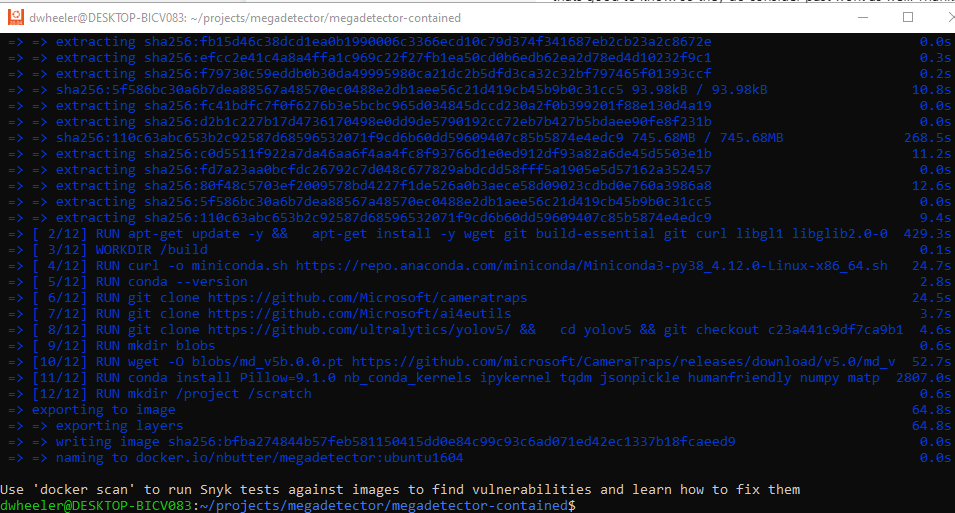 dwheeler@DESKTOP-BICV083: ~/projects/megadetector/megadetector-contained
=> => extracting sha256:fb15d46c38dcd1ea0b1990006c3366ecd10c79d374f341687eb2cb23a2c8672e 0.0s
=> => extracting sha256:efcc2e41c4a8a4ffa1c969c22f27fb1ea50cd0b6edb62ea2d78ed4d10232f9c1 0.3s
=> => extracting sha256:f79730c59eddb0b30da49995980ca21dc2b5dfd3ca32c32bf797465f01393ccf 0.2s
=> => sha256:5f586bc30a6b7dea88567a48570ec0488e2db1aee56c21d419cb45b9b0c31cc5 93.98kB / 93.98kB 10.8s
=> => extracting sha256:fc41bdfc7f0f6276b3e5bcbc965d034845dccd230a2f0b399201f88e130d4a19 0.0s
=> => extracting sha256:d2b1c227b17d4736170498e0dd9de5790192cc72eb7b427b5bdaee90fe8f231b 0.0s
=> => sha256:110c63abc653b2c92587d68596532071f9cd6b60dd59609407c85b5874e4edc9 745.68MB / 745.68MB 268.5s
=> => extracting sha256:c0d5511f922a7da46aa6f4aa4fc8f93766d1e0ed912df93a82a6de45d5503e1b 11.2s
=> => extracting sha256:fd7a23aa0bcfdc26792c7d048c677829abdcdd58fff5a1905e5d57162a352457 0.0s
=> => extracting sha256:80f48c5703ef2009578bd4227f1de526a0b3aece58d09023cdbd0e760a3986a8 12.6s
=> => extracting sha256:5f586bc30a6b7dea88567a48570ec0488e2db1aee56c21d419cb45b9b0c31cc5 0.0s
=> => extracting sha256:110c63abc653b2c92587d68596532071f9cd6b60dd59609407c85b5874e4edc9 9.4s
=> [ 2/12] RUN apt-get update -y && apt-get install -y wget git build-essential git curl libgl1 libglib2.0-0 429.3s
=> [ 3/12] WORKDIR /build 0.1s
=> [ 4/12] RUN curl -o miniconda.sh https://repo.anaconda.com/miniconda/Miniconda3-py38_4.12.0-Linux-x86_64.sh 24.7s
=> [ 5/12] RUN conda --version 2.8s
=> [ 6/12] RUN git clone https://github.com/Microsoft/cameratraps 24.5s
=> [ 7/12] RUN git clone https://github.com/Microsoft/ai4eutils 3.7s
=> [ 8/12] RUN git clone https://github.com/ultralytics/yolov5/ && cd yolov5 && git checkout c23a441c9df7ca9b1 4.6s
=> [ 9/12] RUN mkdir blobs 0.6s
=> [10/12] RUN wget -O blobs/md_v5b.0.0.pt https://github.com/microsoft/CameraTraps/releases/download/v5.0/md_v 52.7s
=> [11/12] RUN conda install Pillow=9.1.0 nb_conda_kernels ipykernel tqdm jsonpickle humanfriendly numpy matp 2807.0s
=> [12/12] RUN mkdir /project /scratch 0.6s
=> exporting to image 64.8s
=> => exporting layers 64.8s
=> => writing image sha256:bfba274844b57feb581150415dd0e84c99c93c6ad071ed42ec1337b18fcaeed9 0.0s
=> => naming to docker.io/nbutter/megadetector:ubuntu1604 0.0s
Use 'docker scan' to run Snyk tests against images to find vulnerabilities and learn how to fix them
dwheeler@DESKTOP-BICV083:~/projects/megadetector/megadetector-contained$